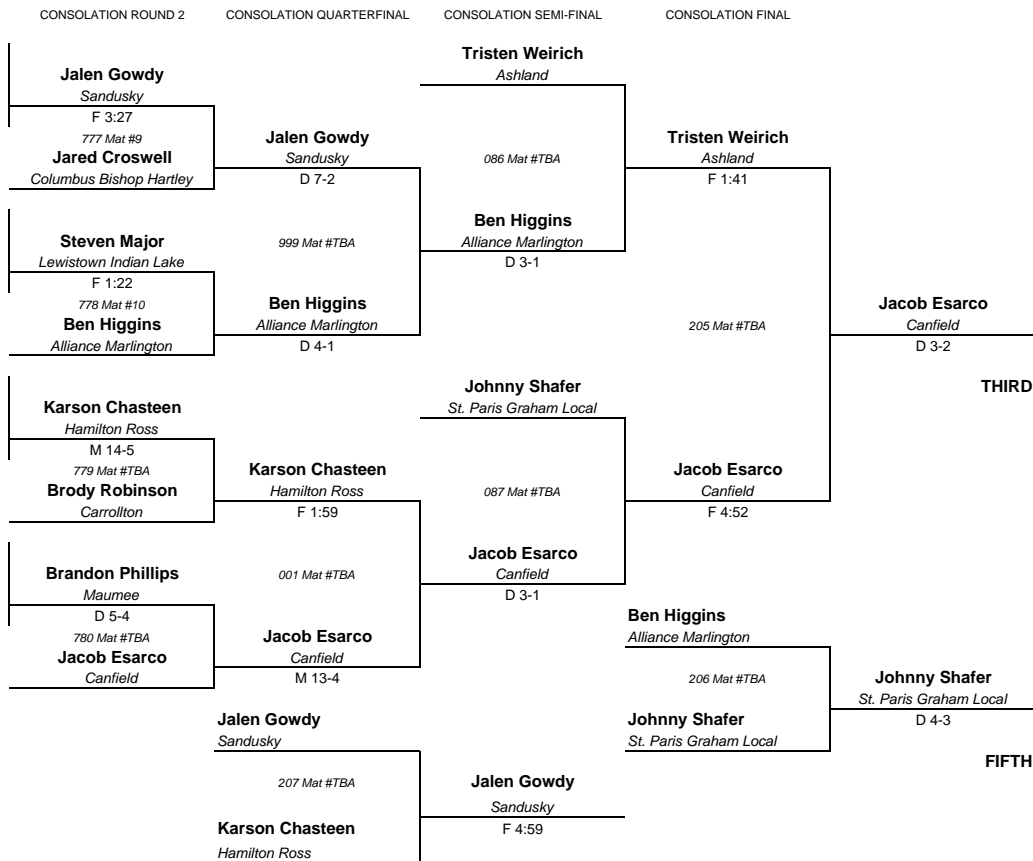 CONSOLATION ROUND 2
CONSOLATION QUARTERFINAL
CONSOLATION SEMI-FINAL
CONSOLATION FINAL
Jalen Gowdy
Sandusky
F 3:27
777 Mat #9
Jared Croswell
Columbus Bishop Hartley
Steven Major
Lewistown Indian Lake
F 1:22
778 Mat #10
Ben Higgins
Alliance Marlington
Karson Chasteen
Hamilton Ross
M 14-5
779 Mat #TBA
Brody Robinson
Carrollton
Brandon Phillips
Maumee
D 5-4
780 Mat #TBA
Jacob Esarco
Canfield
Jalen Gowdy
Sandusky
D 7-2
999 Mat #TBA
Ben Higgins
Alliance Marlington
D 4-1
Karson Chasteen
Hamilton Ross
F 1:59
001 Mat #TBA
Jacob Esarco
Canfield
M 13-4
Jalen Gowdy
Sandusky
207 Mat #TBA
Karson Chasteen
Hamilton Ross
Tristen Weirich
Ashland
086 Mat #TBA
Ben Higgins
Alliance Marlington
D 3-1
Johnny Shafer
St. Paris Graham Local
087 Mat #TBA
Jacob Esarco
Canfield
D 3-1
Jalen Gowdy
Sandusky
F 4:59
Tristen Weirich
Ashland
F 1:41
205 Mat #TBA
Jacob Esarco
Canfield
F 4:52
Ben Higgins
Alliance Marlington
206 Mat #TBA
Johnny Shafer
St. Paris Graham Local
Jacob Esarco
Canfield
D 3-2
THIRD
Johnny Shafer
St. Paris Graham Local
D 4-3
FIFTH